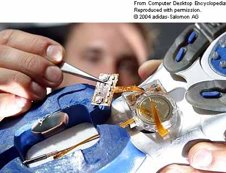 From Computer Desktop Encyclopedia
Reproduced with permission.
© 2004 adidas-Salomon AG